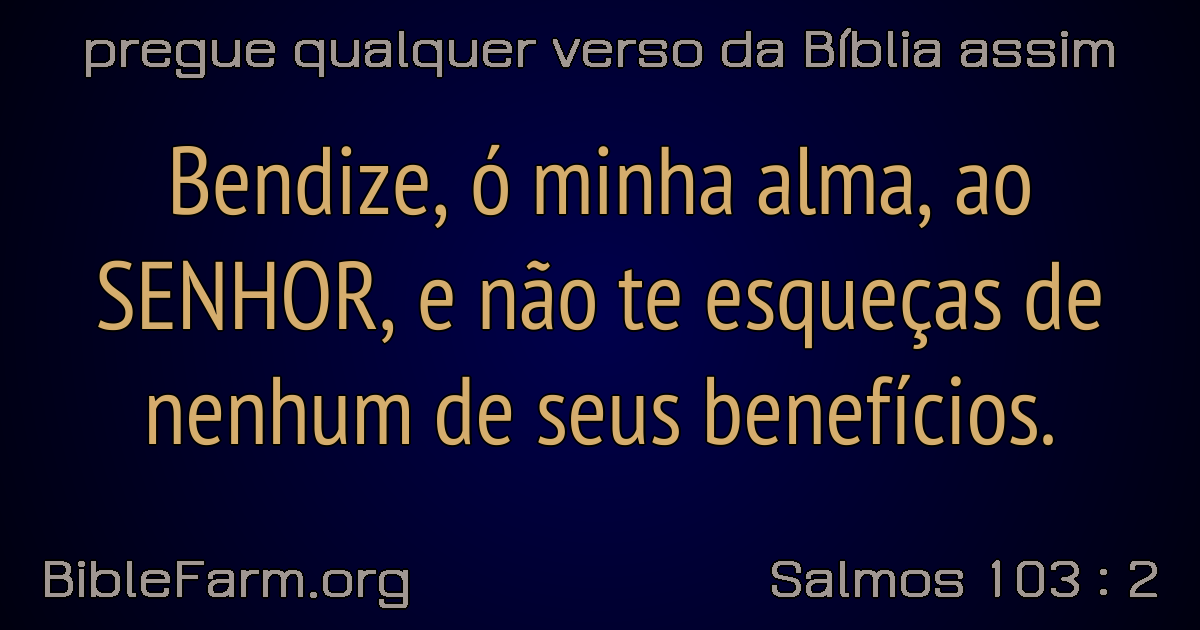 pregue qualquer verso da Bíblia assim
Bendize, ó minha alma, ao
SENHOR, e não te esqueças de
nenhum de seus benefícios.
BibleFarm.org
Salmos 103 : 2